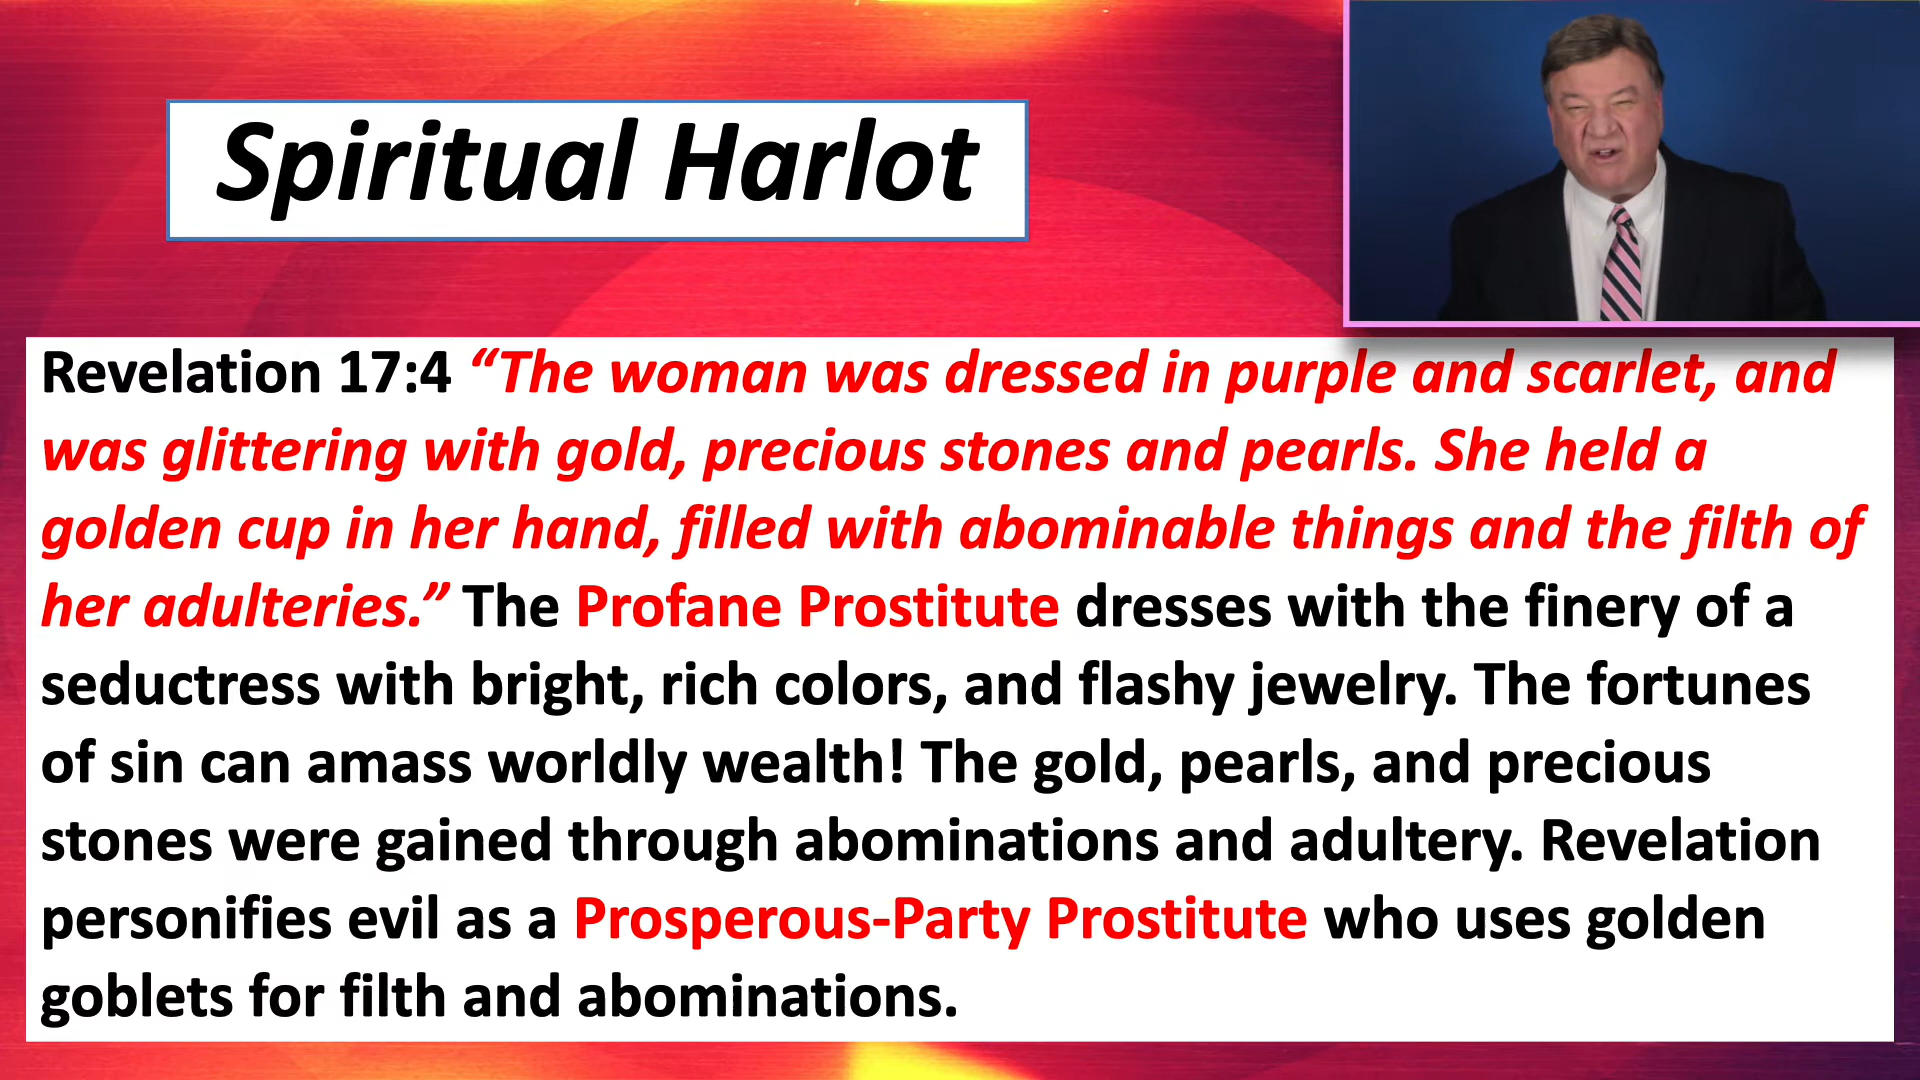 Spiritual Harlot
Revelation 17:4 “The woman was dressed in purple and scarlet, and
was glittering with gold, precious stones and pearls. She held a
golden cup in her hand, filled with abominable things and the filth of
her adulteries.” The Profane Prostitute dresses with the finery of a
seductress with bright, rich colors, and flashy jewelry. The fortunes
of sin can amass worldly wealth! The gold, pearls, and precious
stones were gained through abominations and adultery. Revelation
personifies evil as a Prosperous-Party Prostitute who uses golden
goblets for filth and abominations.